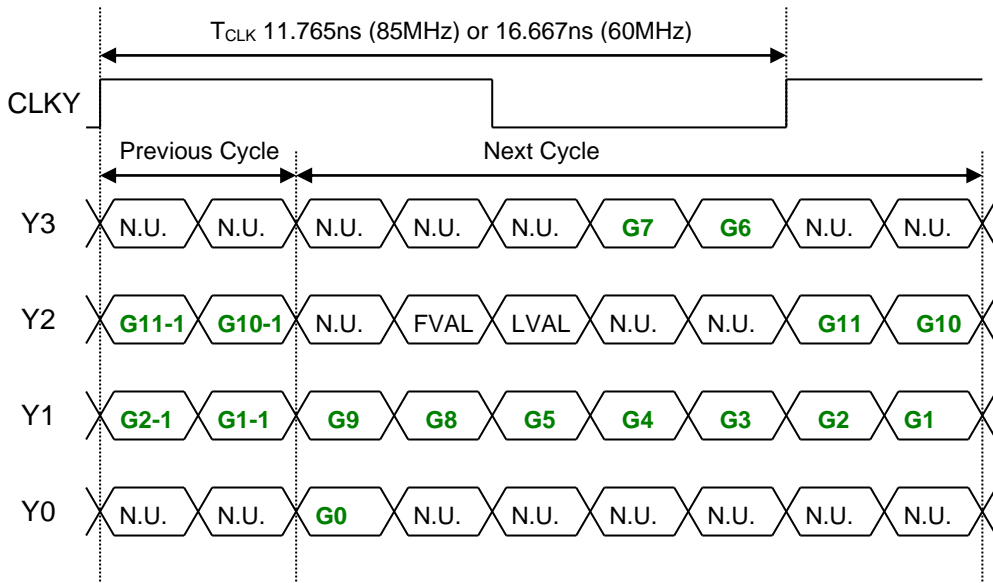 TCLK 11.765ns (85MHz) or 16.667ns (60MHz)
CLKY
Previous Cycle Next Cycle
Y3 N.U. N.U. N.U. N.U. N.U. G7 G6 N.U. N.U.
Y2 G11-1 G10-1 N.U. FVAL LVAL N.U. N.U. G11 G10
Y1 G2-1 G1-1 G9 G8 G5 G4 G3 G2 G1
Y0 N.U. N.U. G0 N.U. N.U. N.U. N.U. N.U. N.U.